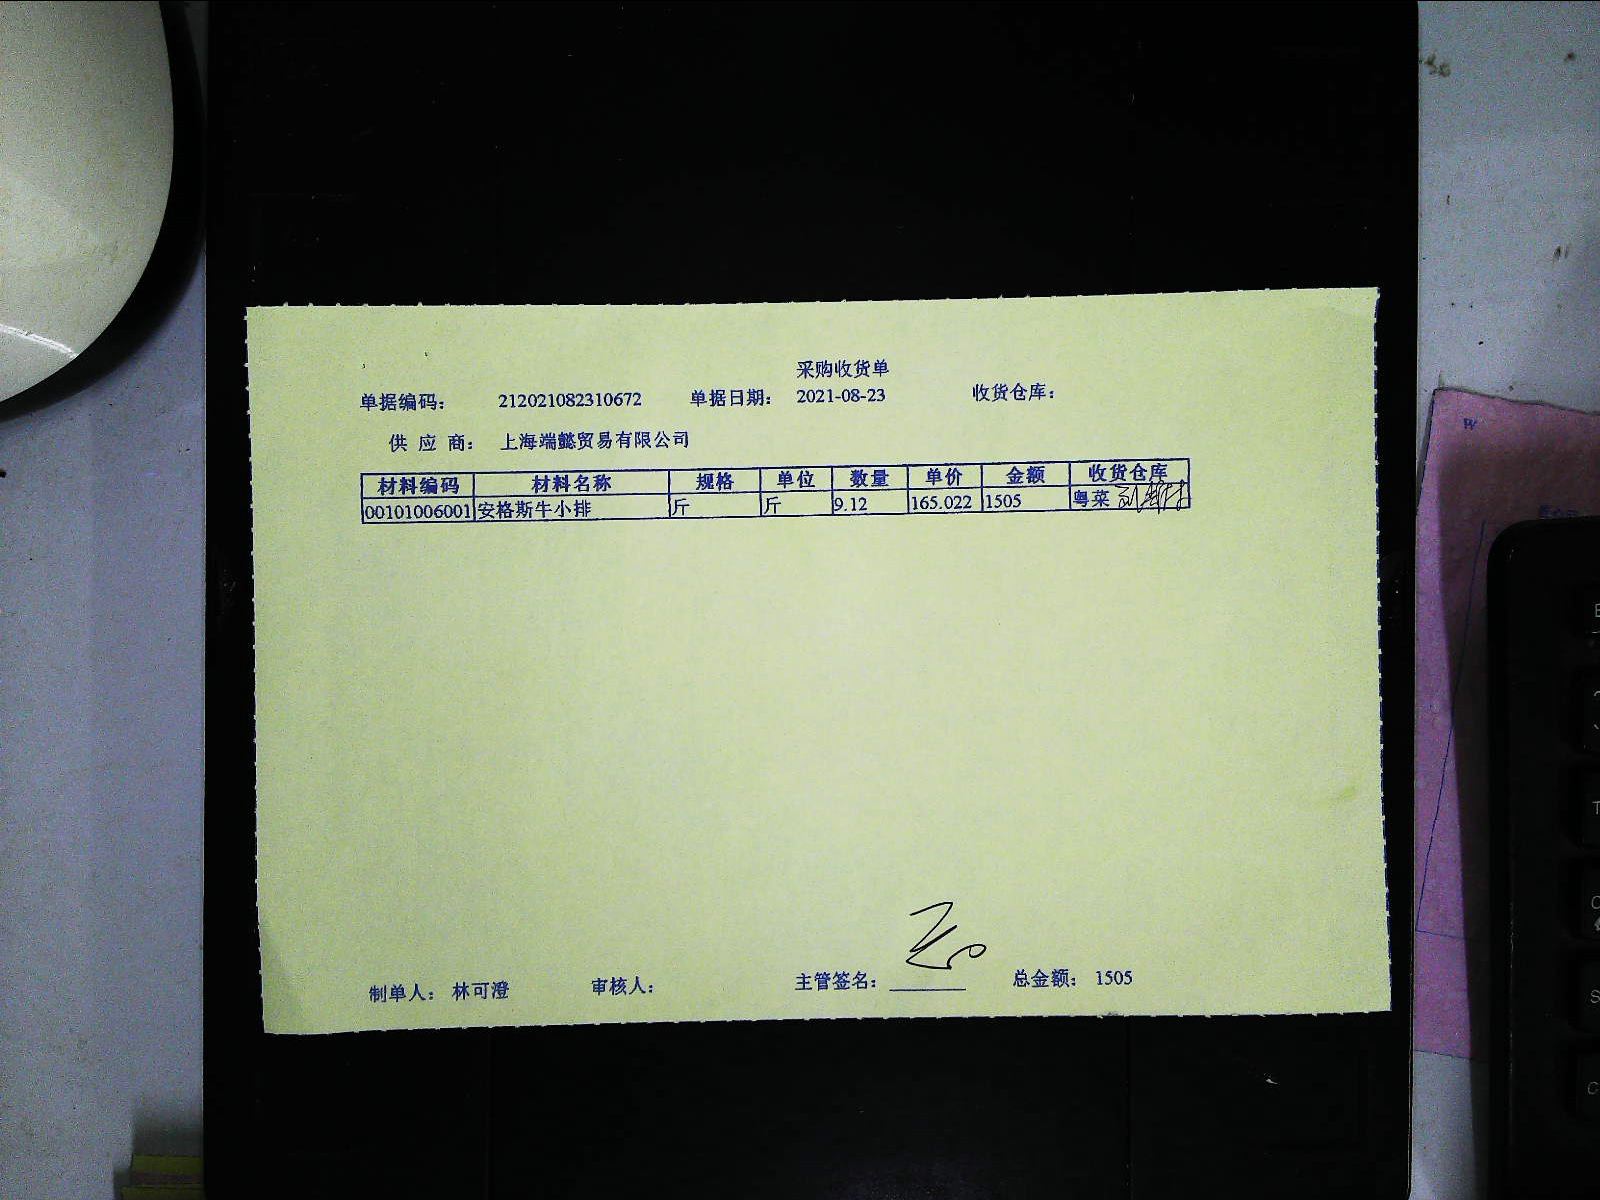 采购收货单
单据编码： 212021082310672 单据日期： 2021-08-23 收货仓库：
供 应 商： 上海端懿贸易有限公司
材料编码 材料名称 规格 单位 数量 单价 金额 收货仓库
00101006001 安格斯牛小排 斤 斤 9.12 165.022 1505 粤菜
制单人： 林可澄 审核人： 主管签名： 总金额： 1505